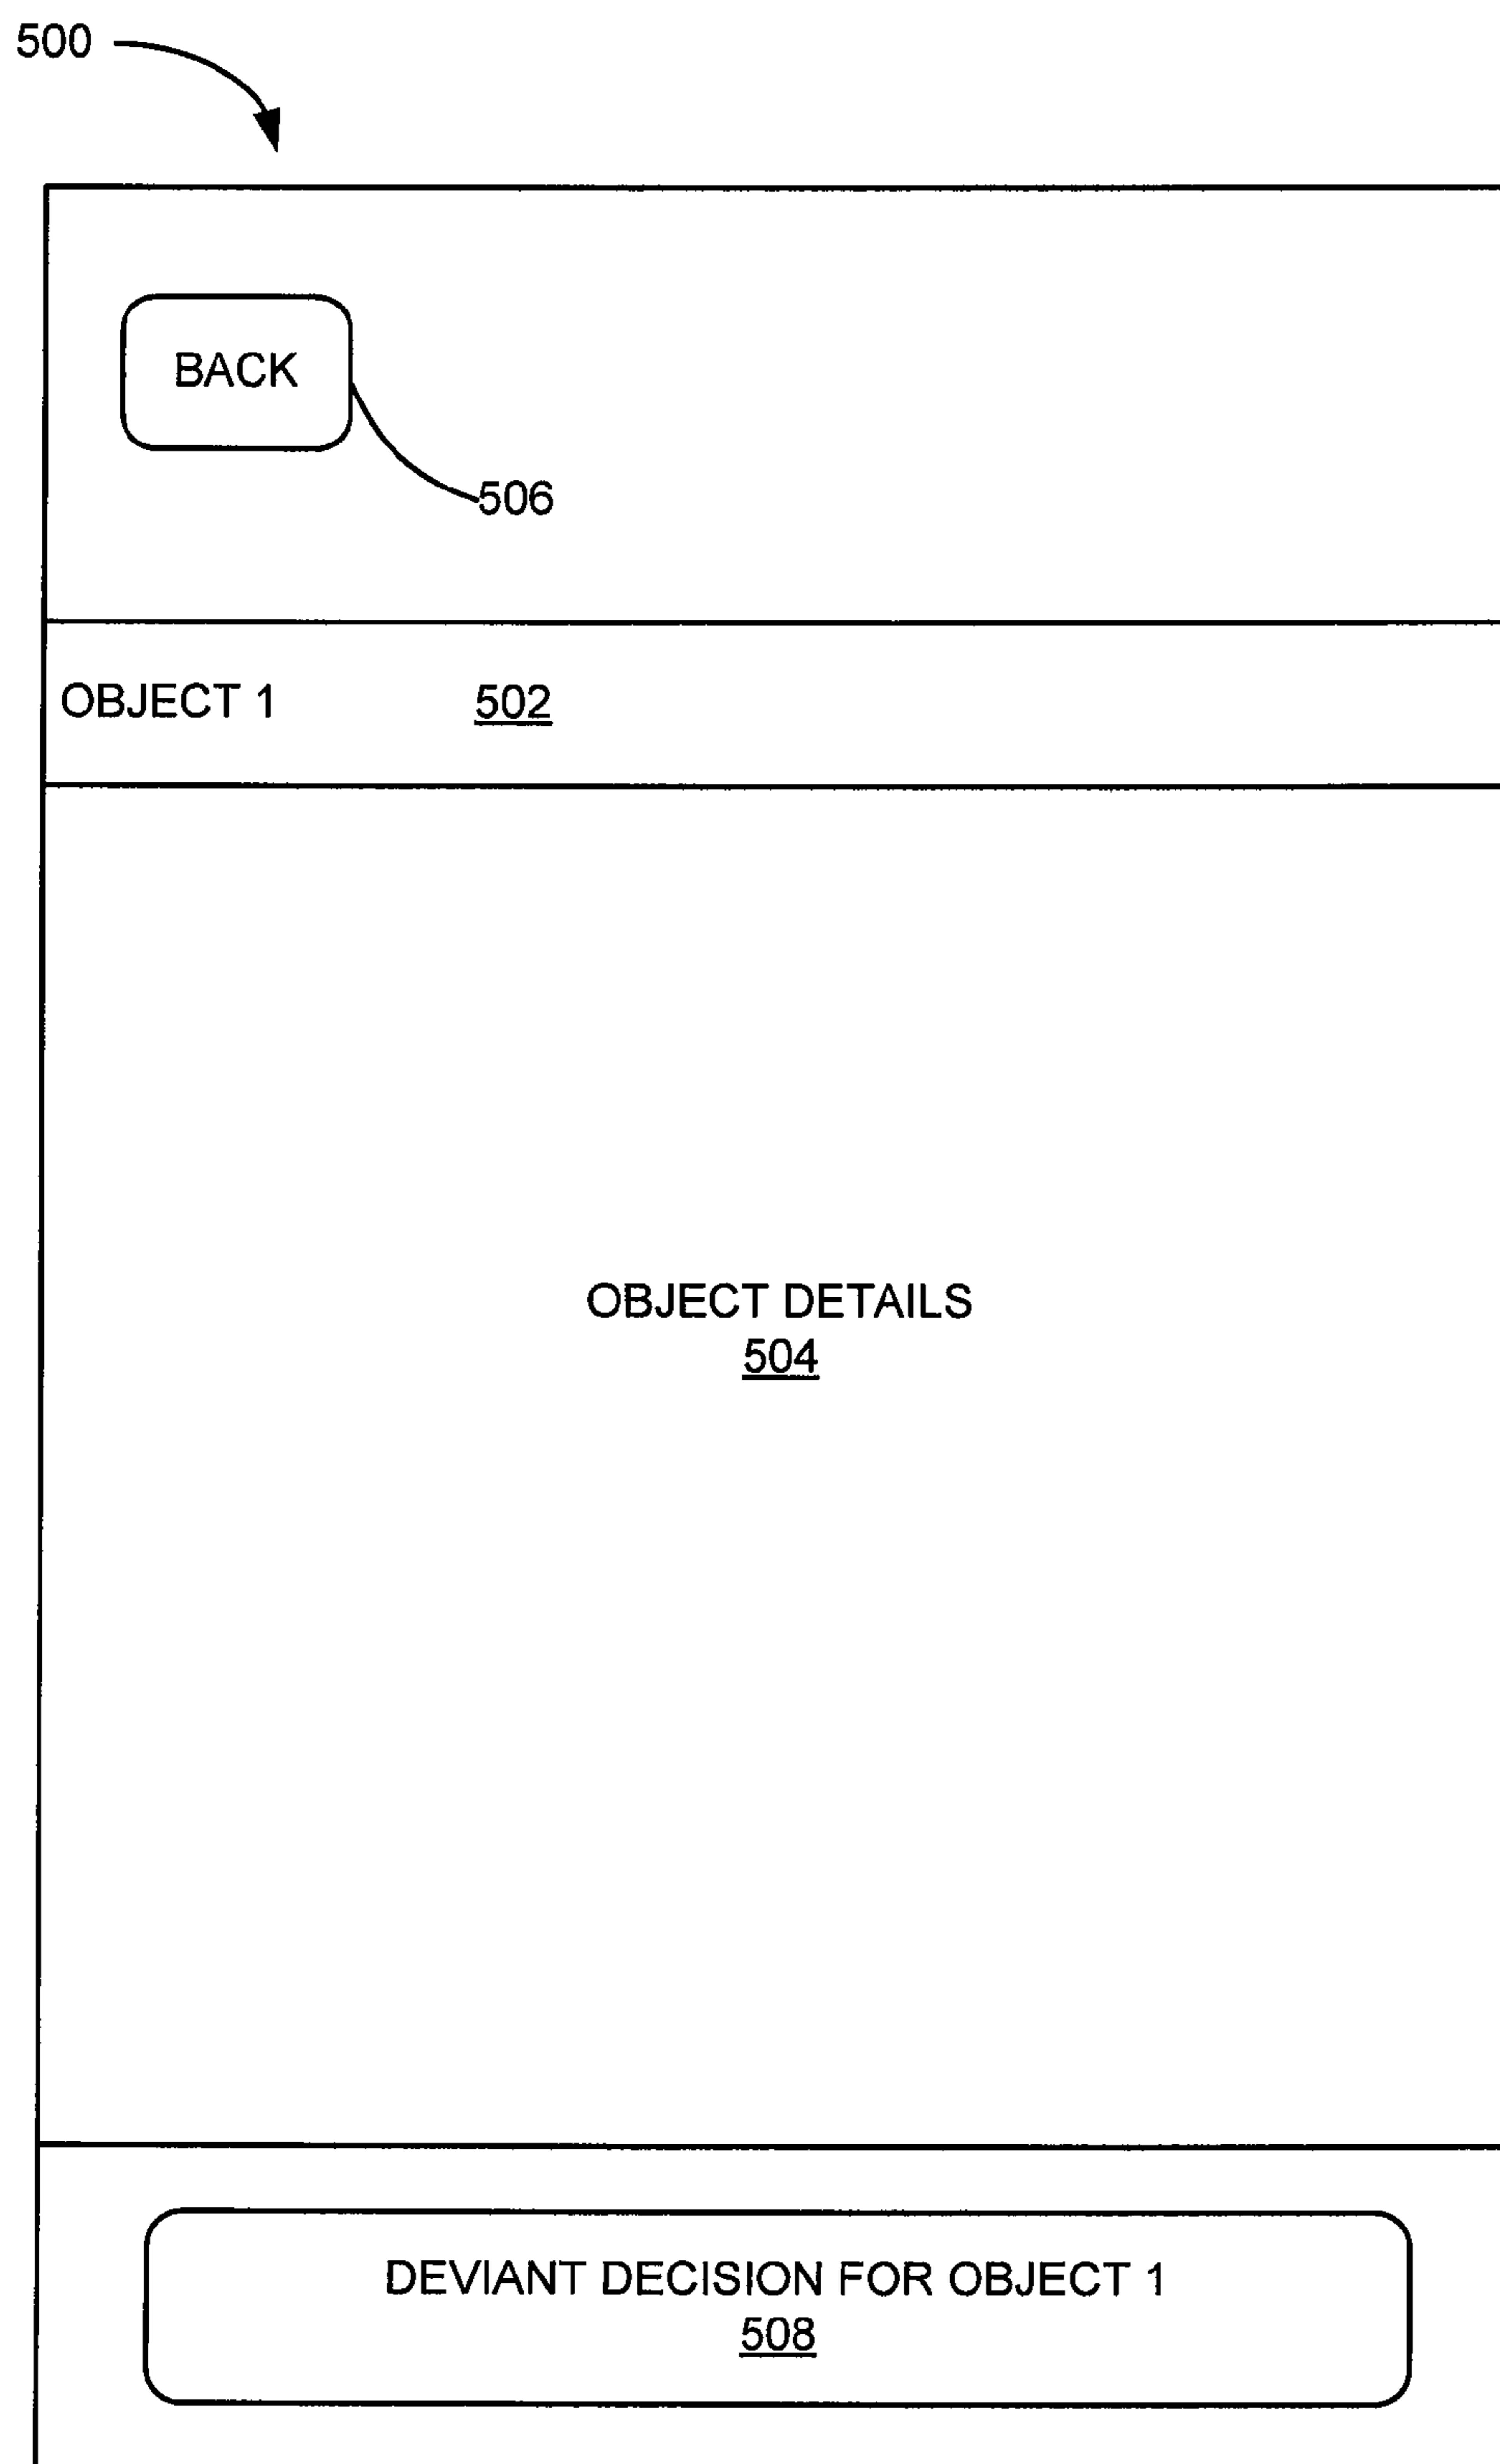 500
BACK
506
OBJECT 1 502
OBJECT DETAILS
504
DEVIANT DECISION FOR OBJECT 1
508